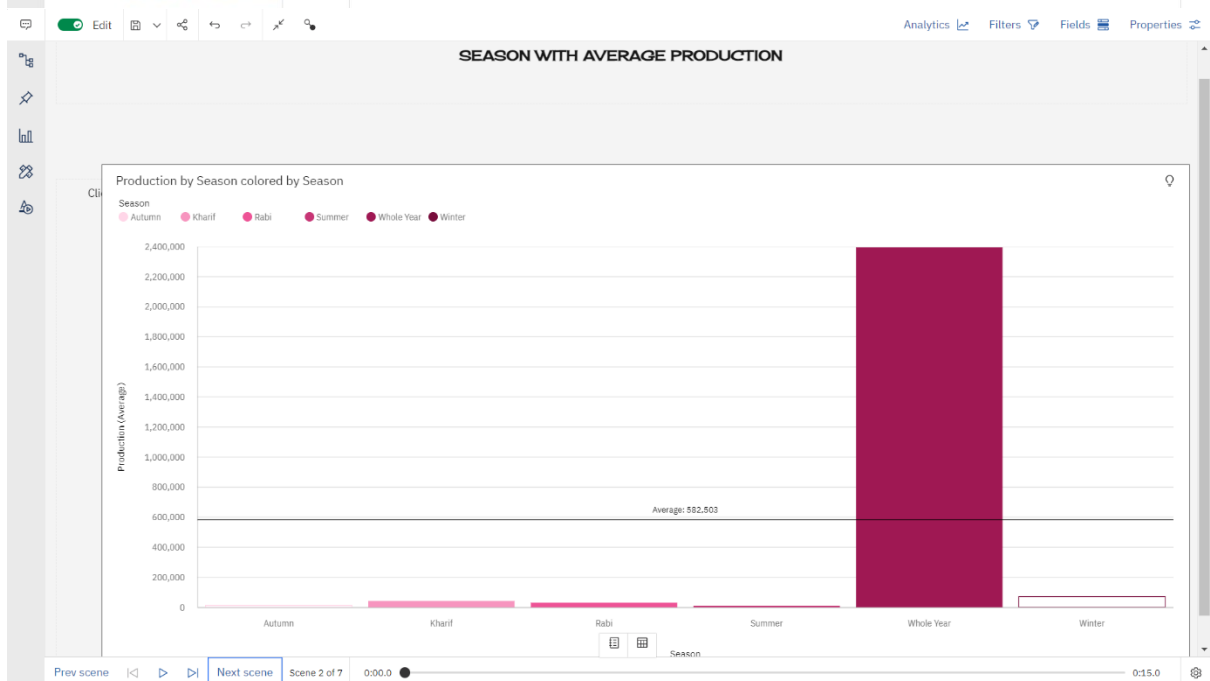 Edit
Analytics Filters Fields Properties
SEASON WITH AVERAGE PRODUCTION
Production by Season colored by Season
Season
Autumn Kharif Rabi Summer Whole Year Winter
2,400,000
2,200,000
2,000,000
1,800,000
1,600,000
1,400,000
1,200,000
1,000,000
800,000
600,000
400,000
200,000
0
Production (Average)
Average: 582,503
Autumn Kharif Rabi Summer Whole Year Winter
Season
Prev scene Next scene Scene 2 of 7 0:00.0 0:15.0